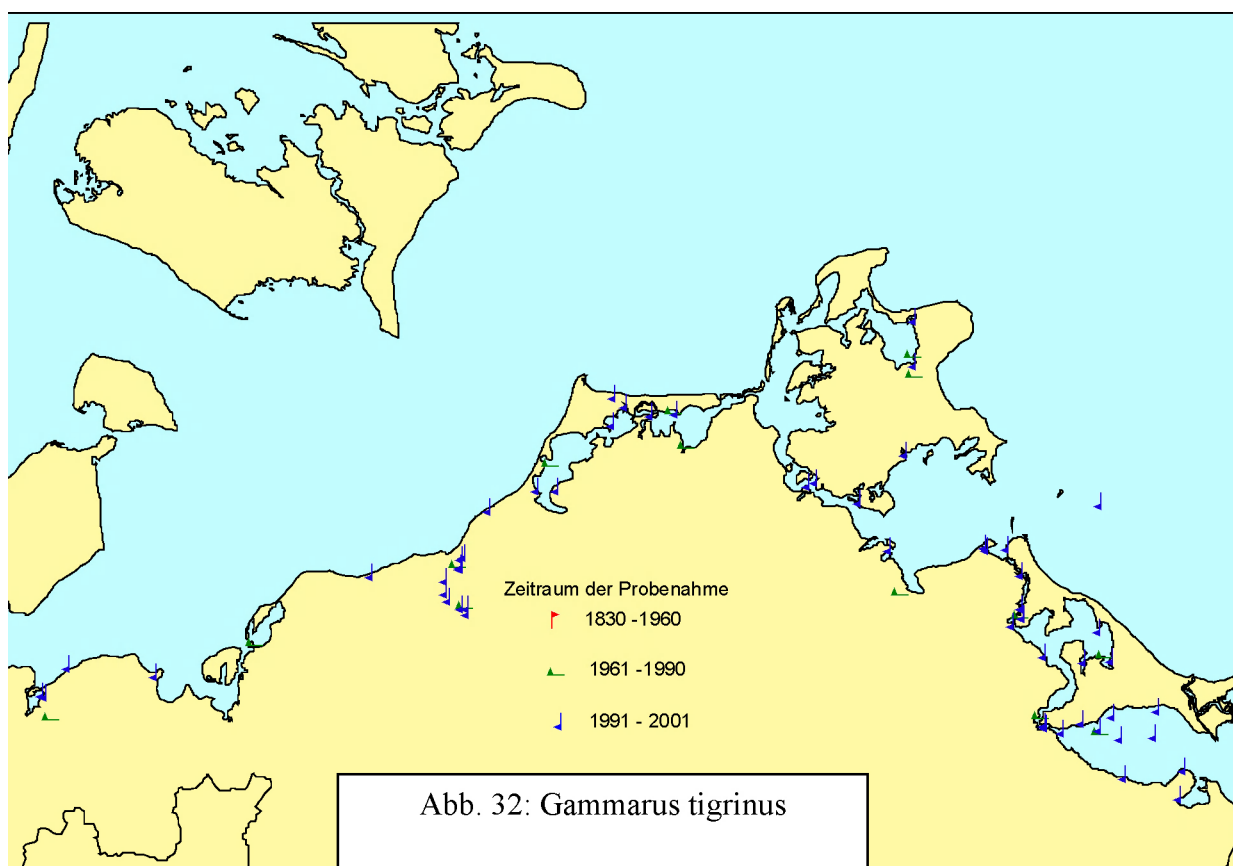 Zeitraum der Probenahme
1830 -1960
1961 -1990
1991 - 2001
Abb. 32: Gammarus tigrinus